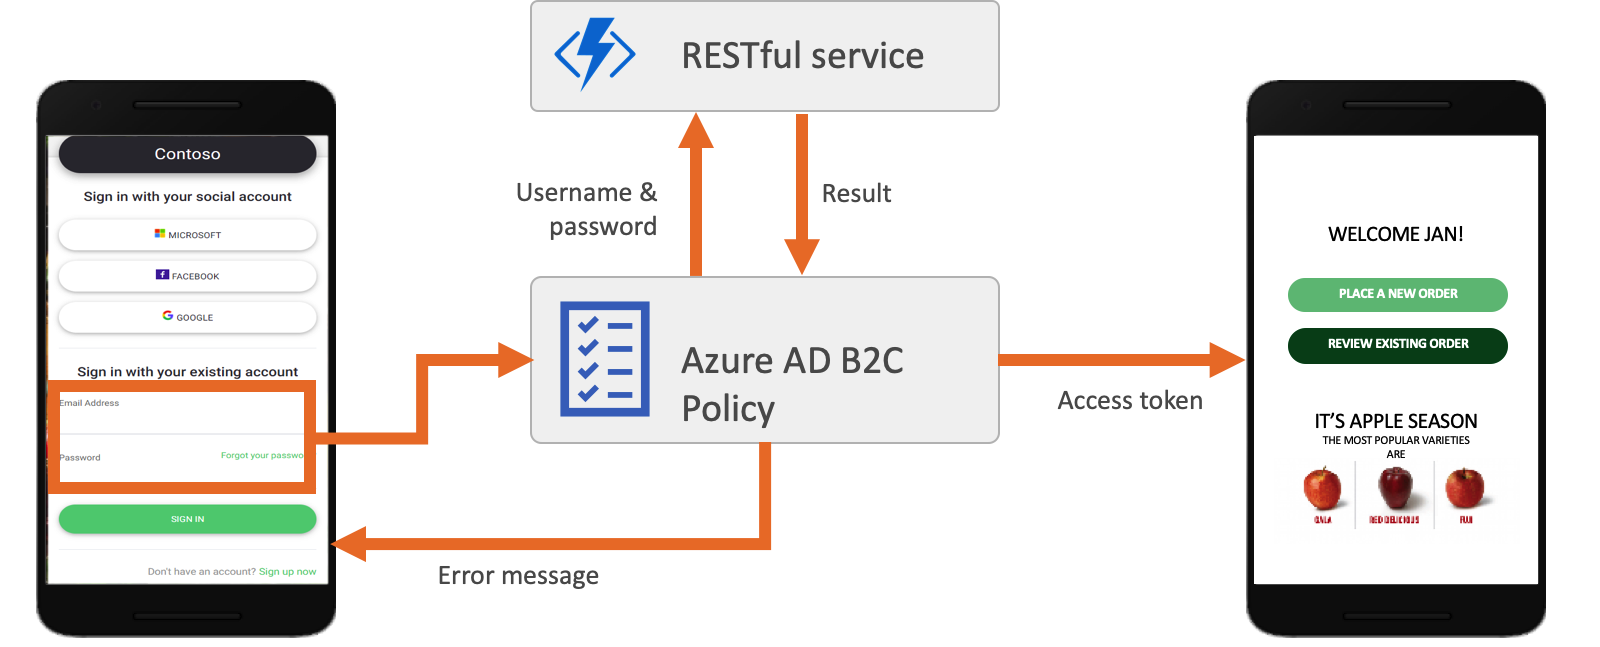 RESTful service
Contoso
Sign in with your social account
MICROSOFT
FACEBOOK
GOOGLE
Sign in with your existing account
Email Address
Password
Forgot your passwo
SIGN IN
Don't have an account? Sign up now
Username &
password
Result
Azure AD B2C
Policy
Access token
Error message
WELCOME JAN!
PLACE A NEW ORDER
REVIEW EXISTING ORDER
IT'S APPLE SEASON
THE MOST POPULAR VARIETIES
ARE
GALA
RED DELICIOUS
FUJI